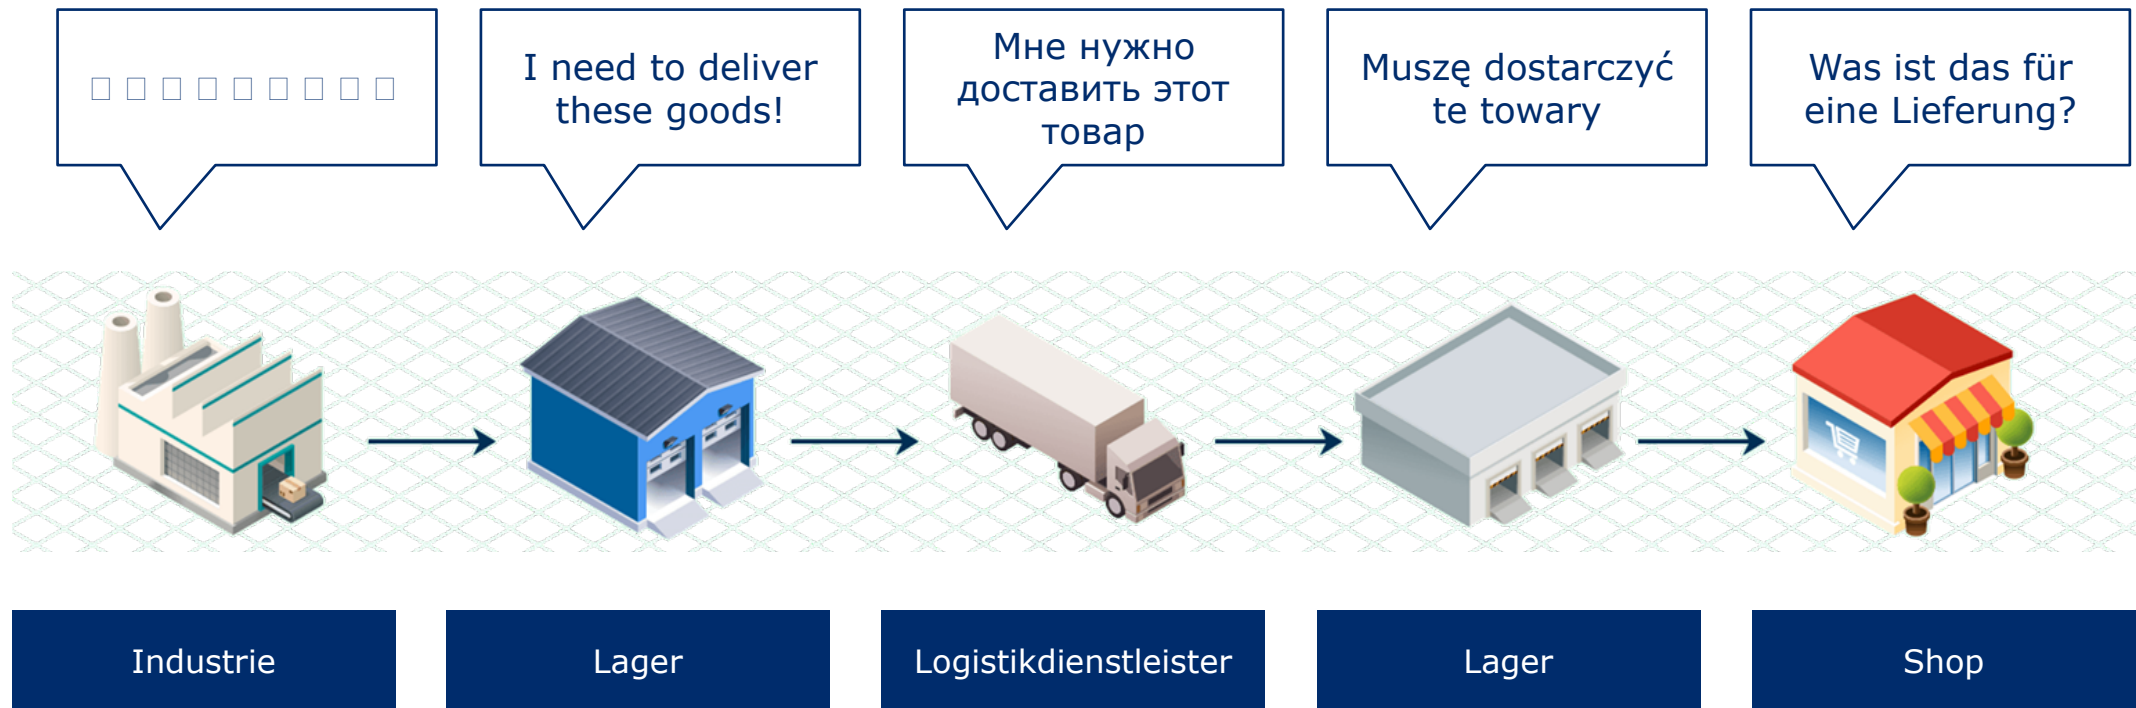 I need to deliver
these goods!
Мне нужно
доставить этот
товар
Muszę dostarczyć
te towary
Was ist das für
eine Lieferung?
Industrie
Lager
Logistikdienstleister
Lager
Shop